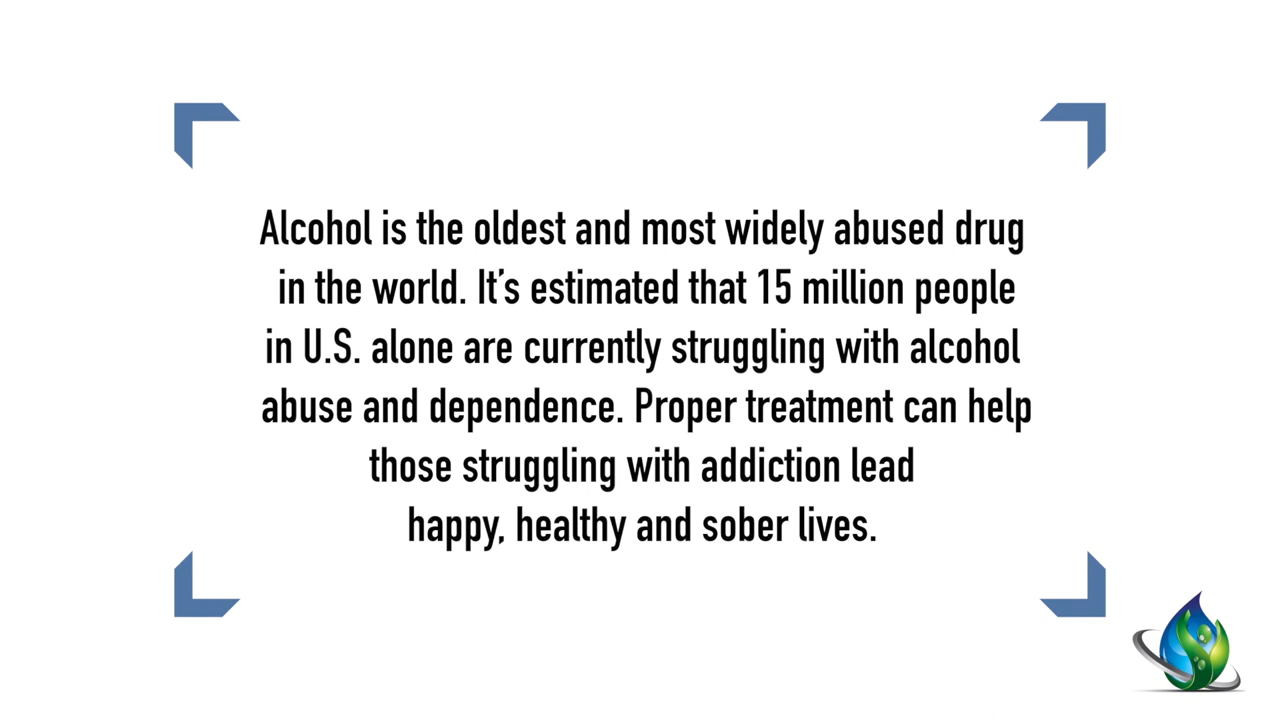 Alcohol is the oldest and most widely abused drug
in the world. It's estimated that 15 million people
in U.S. alone are currently struggling with alcohol
abuse and dependence. Proper treatment can help
those struggling with addiction lead
happy, healthy and sober lives.